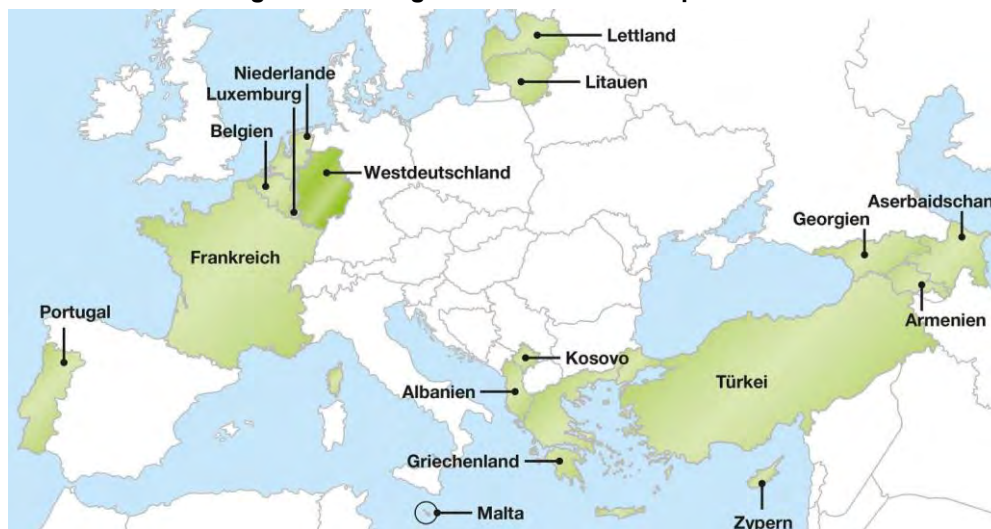 Lettland
Niederlande
Litauen
Luxemburg
Belgien
Westdeutschland
Aserbaidschan
Georgien
Frankreich
Portugal
Armenien
Kosovo
Türkei
Albanien
Griechenland
Malta
Zypern